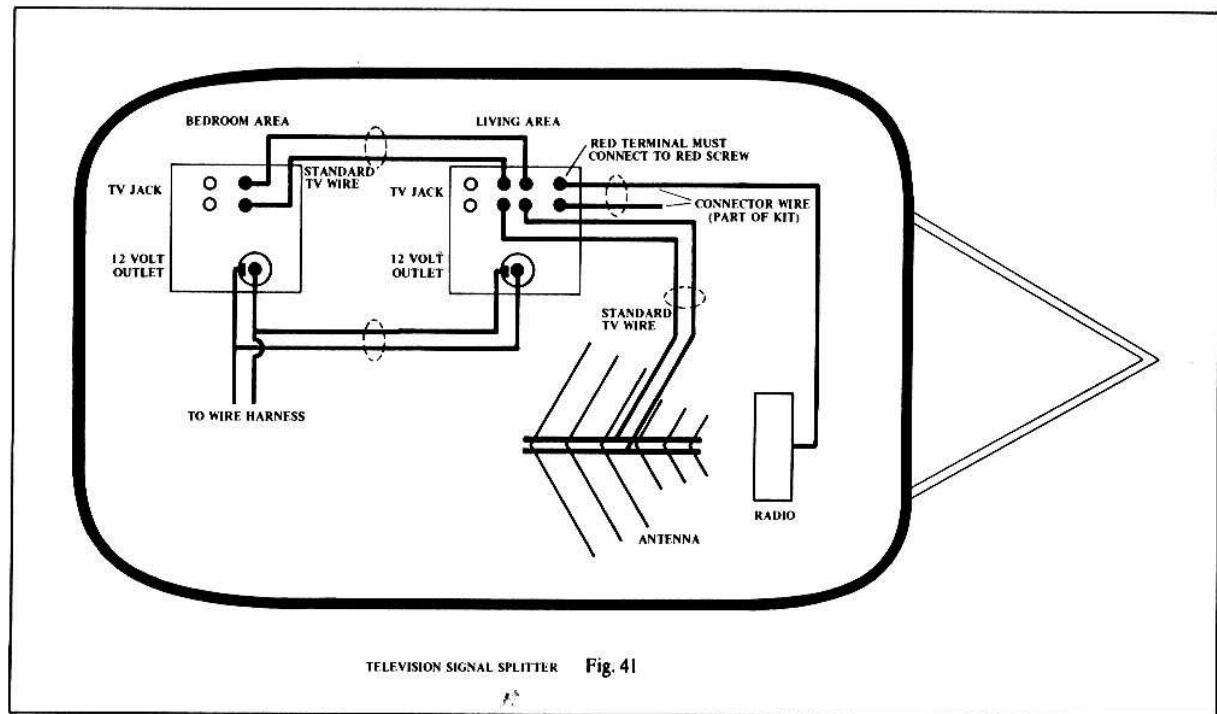 BEDROOM AREA
LIVING AREA
RED TERMINAL MUST
CONNECT TO RED SCREW
TV JACK
STANDARD
TV WIRE
TV JACK
CONNECTOR WIRE
(PART OF KIT)
12 VOLT
OUTLET
12 VOLT
OUTLET
STANDARD
TV WIRE
TO WIRE HARNESS
RADIO
ANTENNA
TELEVISION SIGNAL SPLITTER Fig. 41